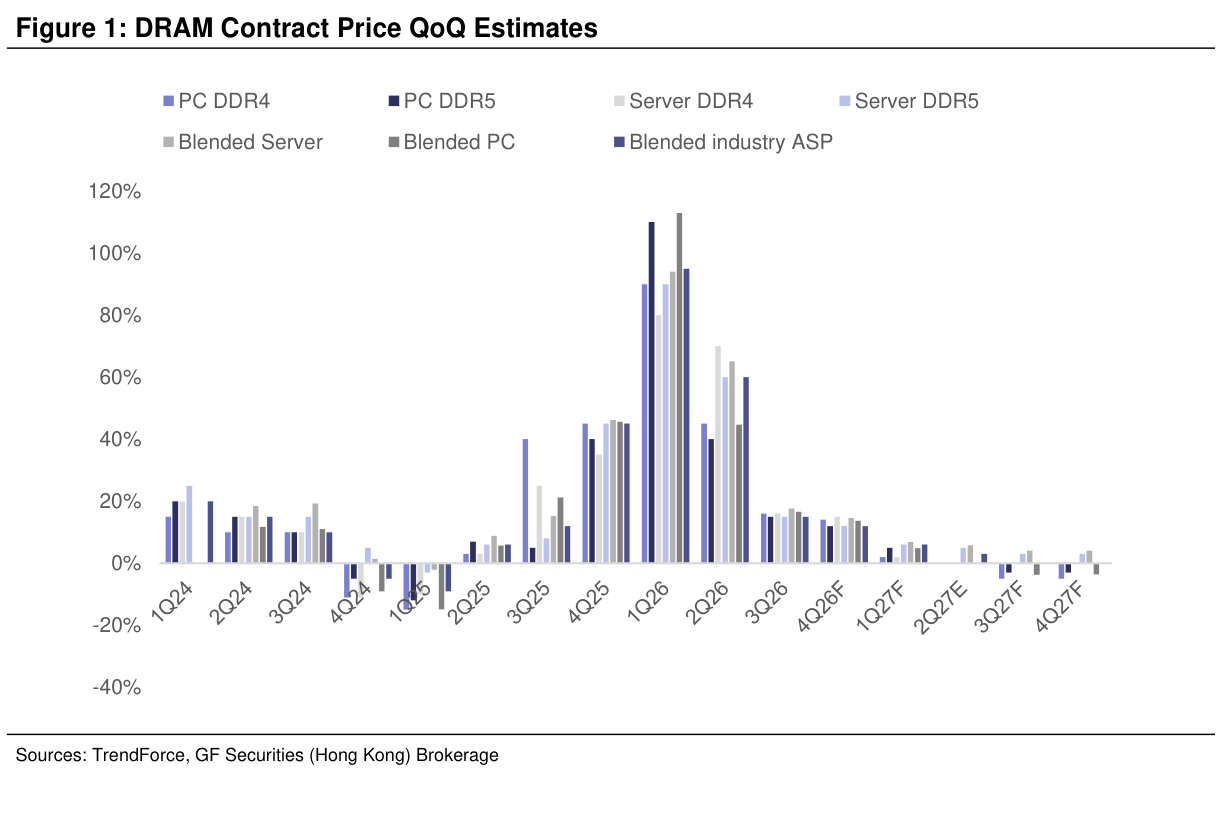 Figure 1: DRAM Contract Price QoQ Estimates
PC DDR4 PC DDR5 Server DDR4 Server DDR5
Blended Server Blended PC Blended industry ASP
120%
100%
80%
60%
40%
20%
0%
-20%
-40%
1Q24 2Q24 3Q24 4Q24 1Q25 2Q25 3Q25 4Q25 1Q26 2Q26 3Q26 4Q26F 1Q27F 2Q27E 3Q27F 4Q27F
Sources: TrendForce, GF Securities (Hong Kong) Brokerage